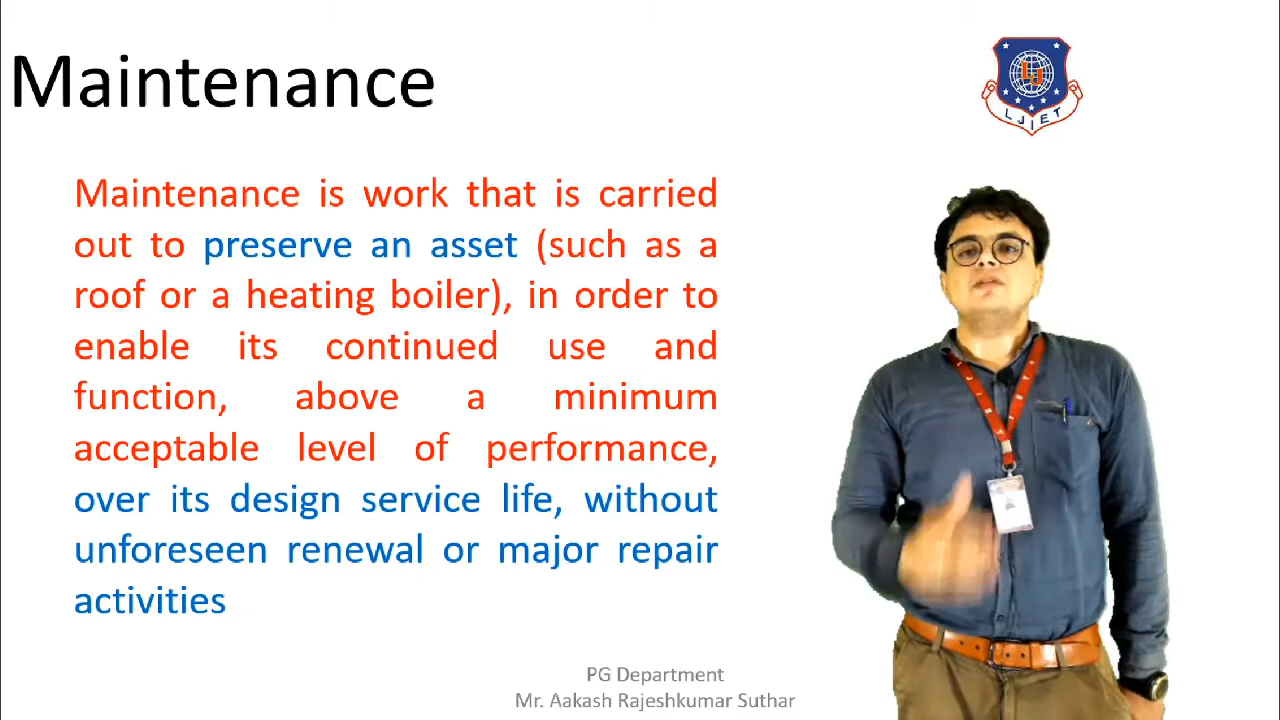 Maintenance
LJ
LJIET
Maintenance is work that is carried
out to preserve an asset (such as a
roof or a heating boiler), in order to
enable its continued use and
function, above a minimum
acceptable level of performance,
over its design service life, without
unforeseen renewal or major repair
activities
PG Department
Mr. Aakash Rajeshkumar Suthar